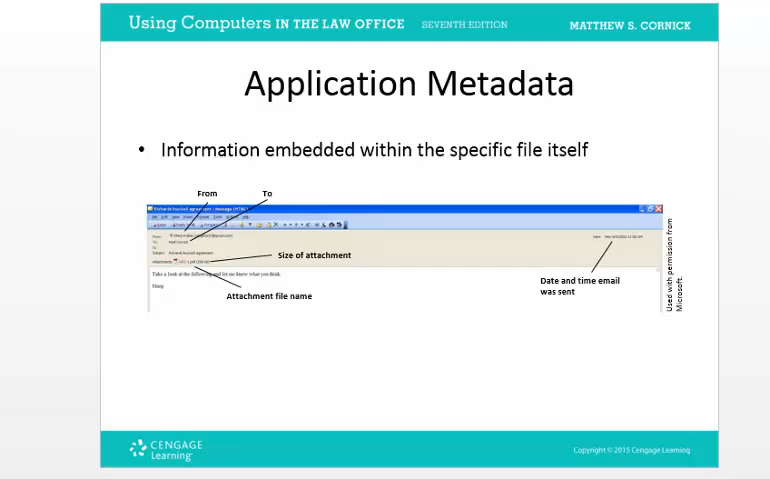 Using Computers IN THE LAW OFFICE SEVENTH EDITION MATTHEW S. CORNICK
Application Metadata
• Information embedded within the specific file itself
From To
Subject
Size of attachment
Take a look at the following and let me know what you think.
Attachment file name
Date and time email
was sent
Used with permission from
Microsoft.
CENGAGE
Learning
Copyright © 2015 Cengage Learning